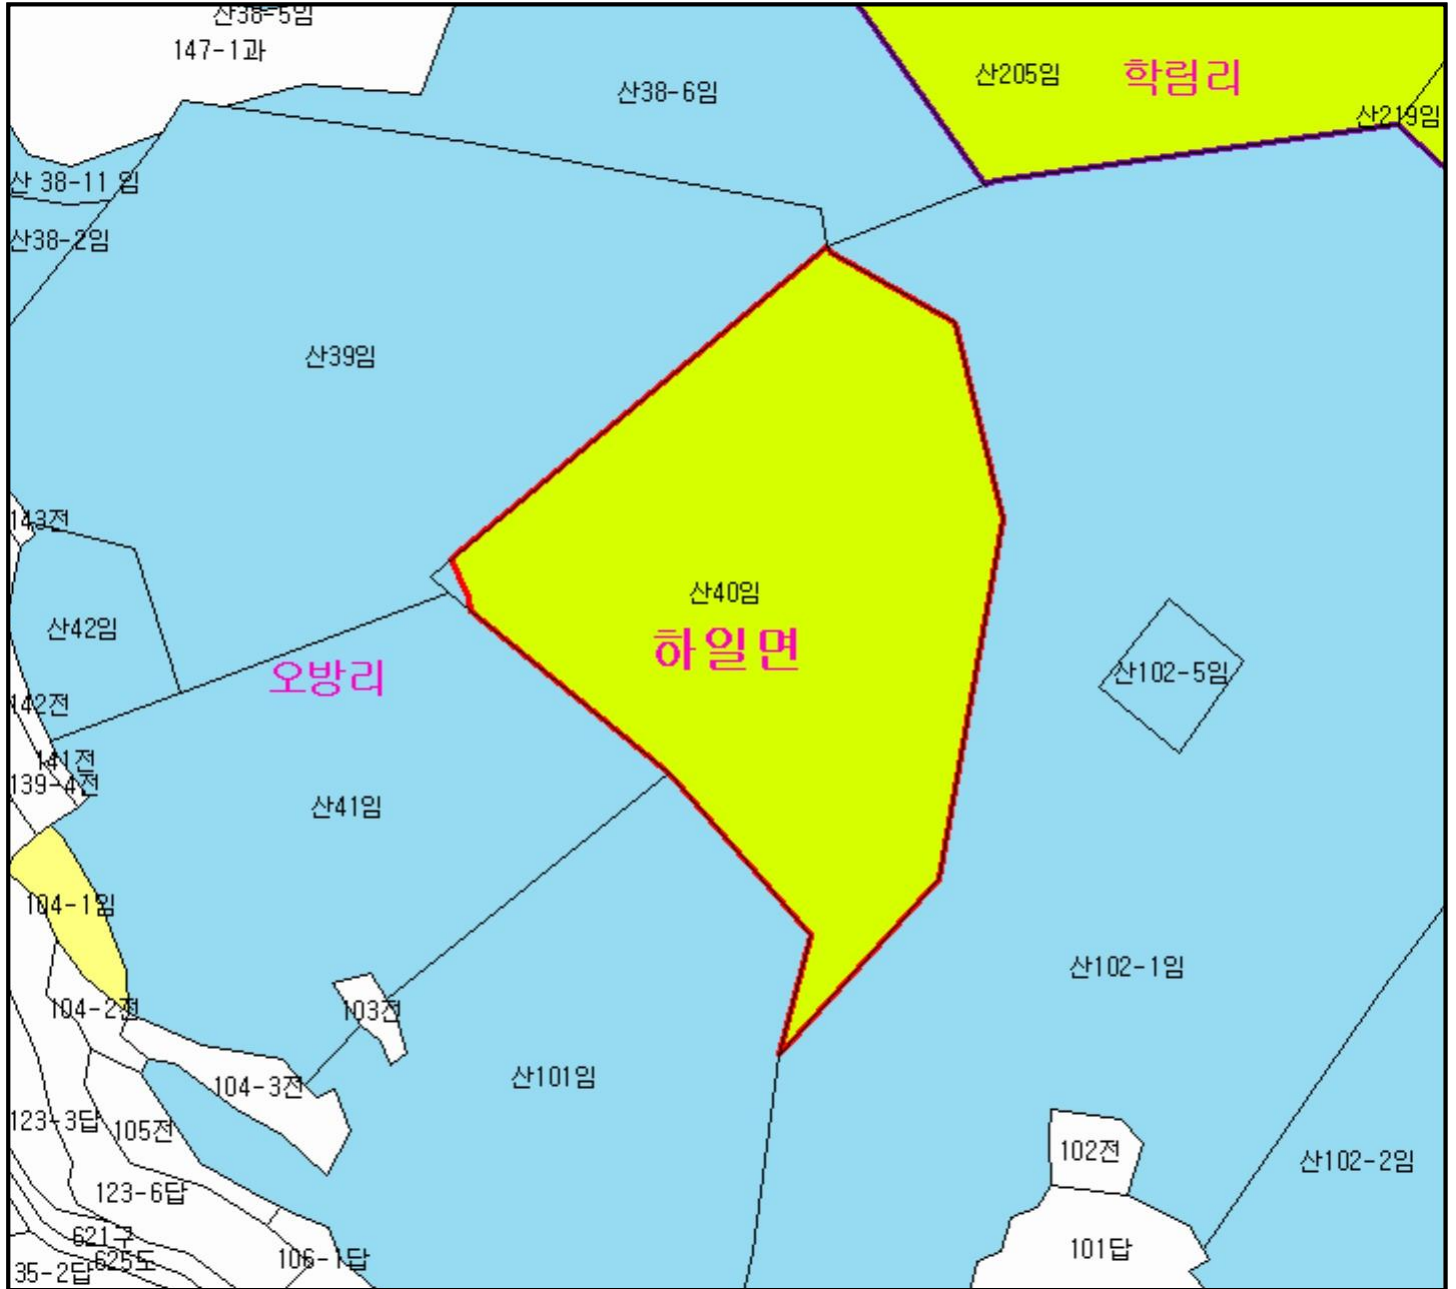 산38-5임
147-1과
산38-6임
산205임
학림리
산219임
산 38-11 임
산38-2임
산39임
143전
산40임
하일면
산42임
오방리
산102-5임
142전
141전
139-4전
산41임
104-1임
산102-1임
104-2전
103전
산101임
104-3전
123-3답
105전
102전
산102-2임
123-6답
621구
625도
106-1답
101답
35-2답